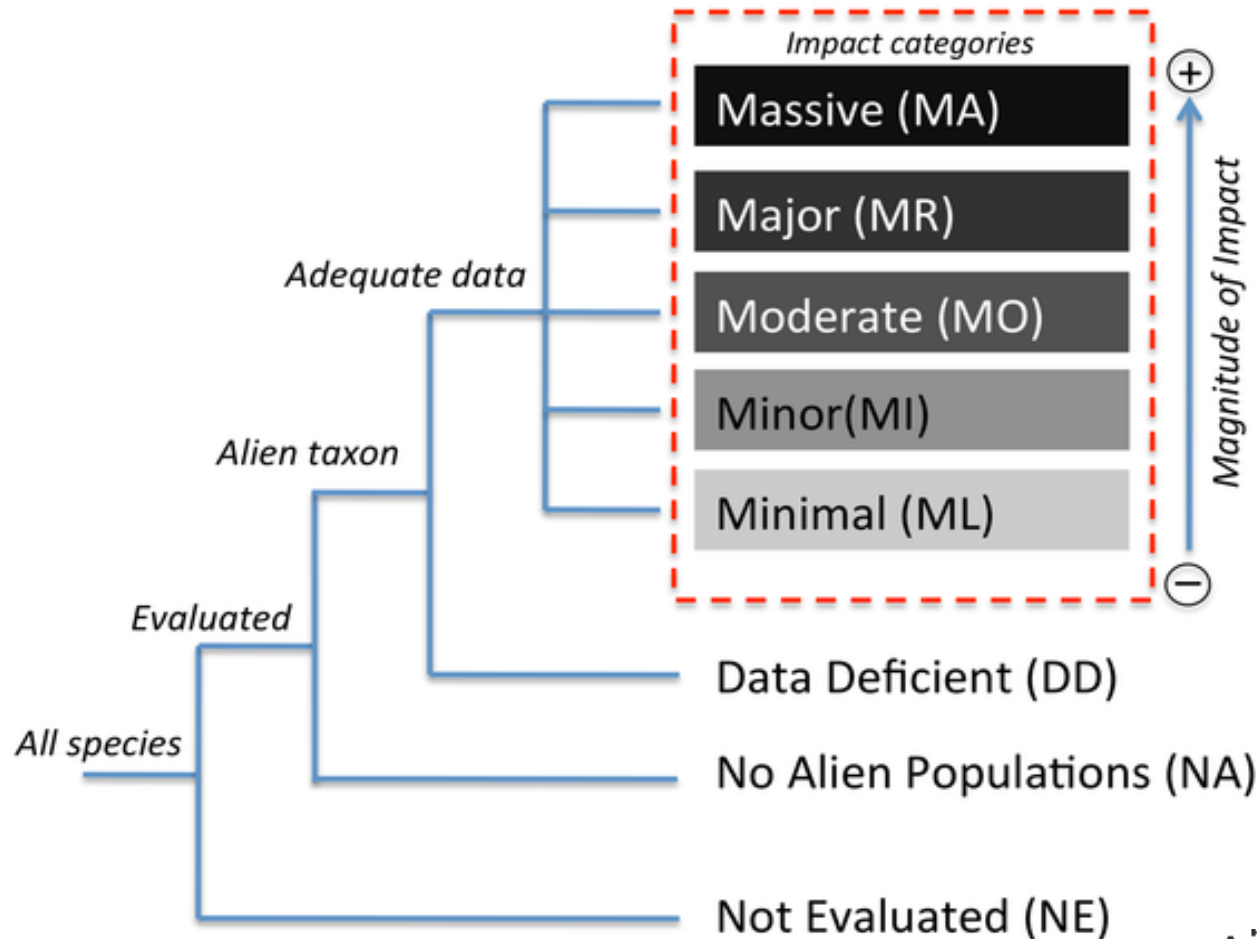 Impact categories
Massive (MA)
Major (MR)
Moderate (MO)
Minor(MI)
Minimal (ML)
+
−
Magnitude of Impact
Adequate data
Alien taxon
Evaluated
All species
Data Deficient (DD)
No Alien Populations (NA)
Not Evaluated (NE)